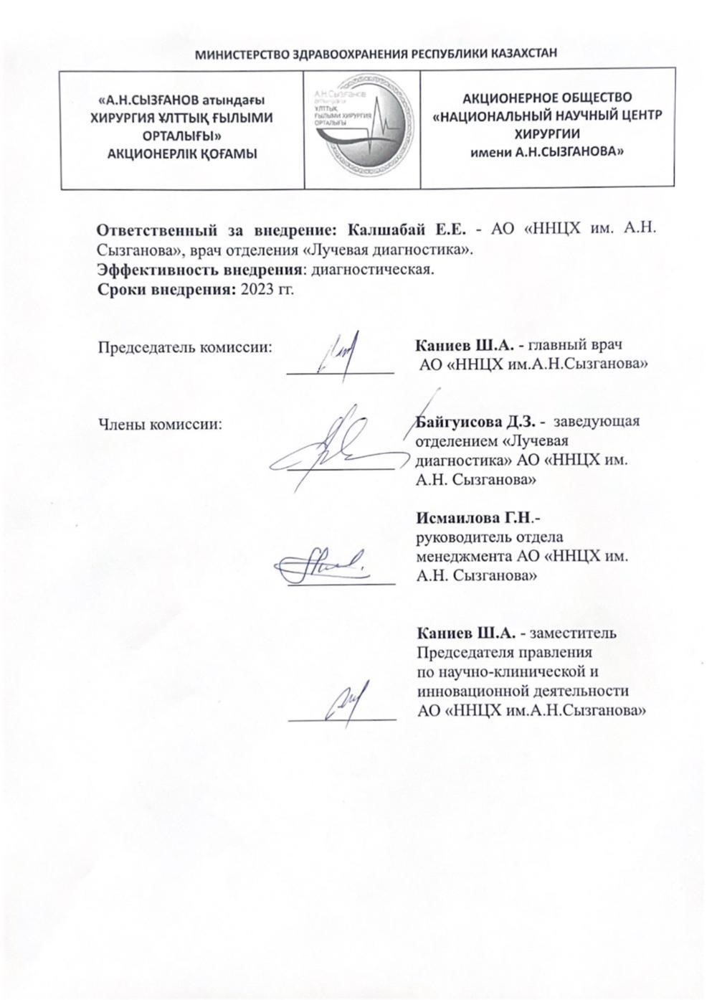 МИНИСТЕРСТВО ЗДРАВООХРАНЕНИЯ РЕСПУБЛИКИ КАЗАХСТАН
«А.Н.СЫЗҒАНОВ атындағы
ХИРУРГИЯ ҰЛТТЫҚ ҒЫЛЫМИ
ОРТАЛЫҒЫ»
АКЦИОНЕРЛІК ҚОҒАМЫ
А.Н.Сызғанов
атындағы
ҰЛТТЫҚ
ҒЫЛЫМИ ХИРУРГИЯ
ОРТАЛЫҒЫ
АКЦИОНЕРНОЕ ОБЩЕСТВО
«НАЦИОНАЛЬНЫЙ НАУЧНЫЙ ЦЕНТР
ХИРУРГИИ
имени А.Н.СЫЗГАНОВА»
Ответственный за внедрение: Калшабай Е.Е. - АО «ННЦХ им. А.Н.
Сызганова», врач отделения «Лучевая диагностика».
Эффективность внедрения: диагностическая.
Сроки внедрения: 2023 гг.
Председатель комиссии:
Каниев Ш.А. - главный врач
АО «ННЦХ им.А.Н.Сызганова»
Члены комиссии:
Байгуисова Д.З. - заведующая
отделением «Лучевая
диагностика» АО «ННЦХ им.
А.Н. Сызганова»
Исмаилова Г.Н.-
руководитель отдела
менеджмента АО «ННЦХ им.
А.Н. Сызганова»
Каниев Ш.А. - заместитель
Председателя правления
по научно-клинической и
инновационной деятельности
АО «ННЦХ им.А.Н.Сызганова»